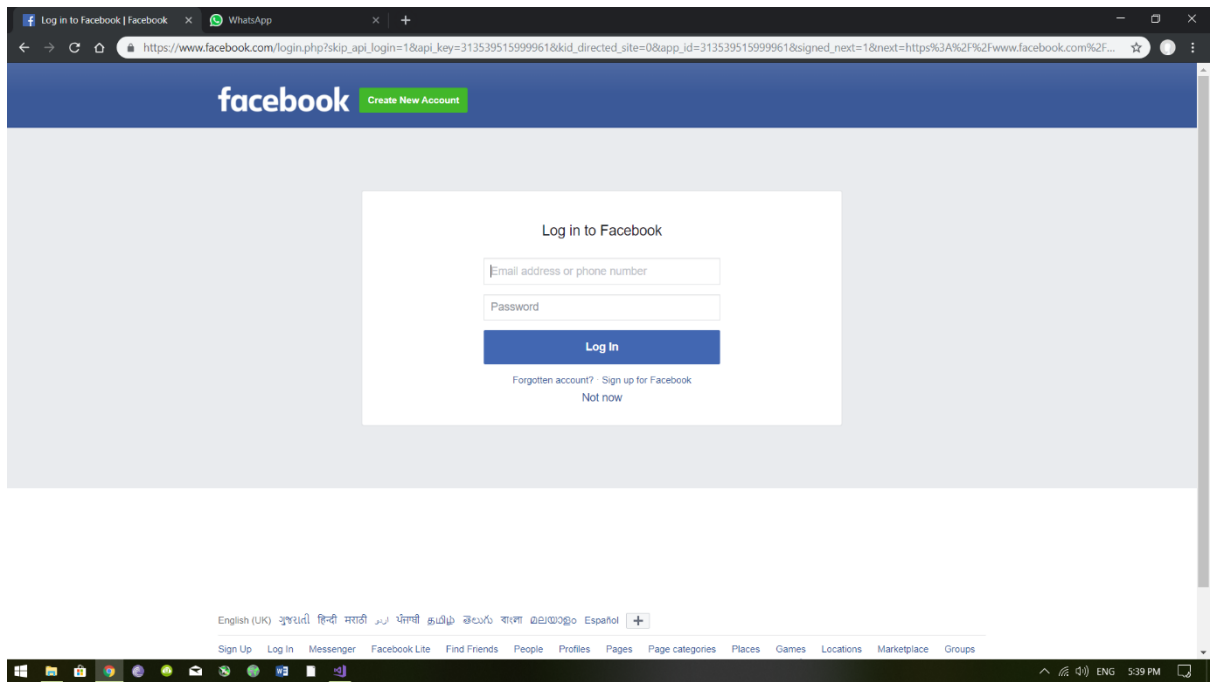 Log in to Facebook | Facebook
WhatsApp
https://www.facebook.com/login.php?skip_api_login=1&api_key=313539515999961&kid_directed_site=0&app_id=313539515999961&signed_next=1&next=https%3A%2F%2Fwww.facebook.com%2F...
facebook Create New Account
Log in to Facebook
Email address or phone number
Password
Log In
Forgotten account? · Sign up for Facebook
Not now
English (UK) ગુજરાતી हिन्दी मराठी اردو ਪੰਜਾਬੀ தமிழ் తెలుగు বাংলা മലയാളം Español +
Sign Up Log In Messenger Facebook Lite Find Friends People Profiles Pages Page categories Places Games Locations Marketplace Groups
ENG 5:39 PM